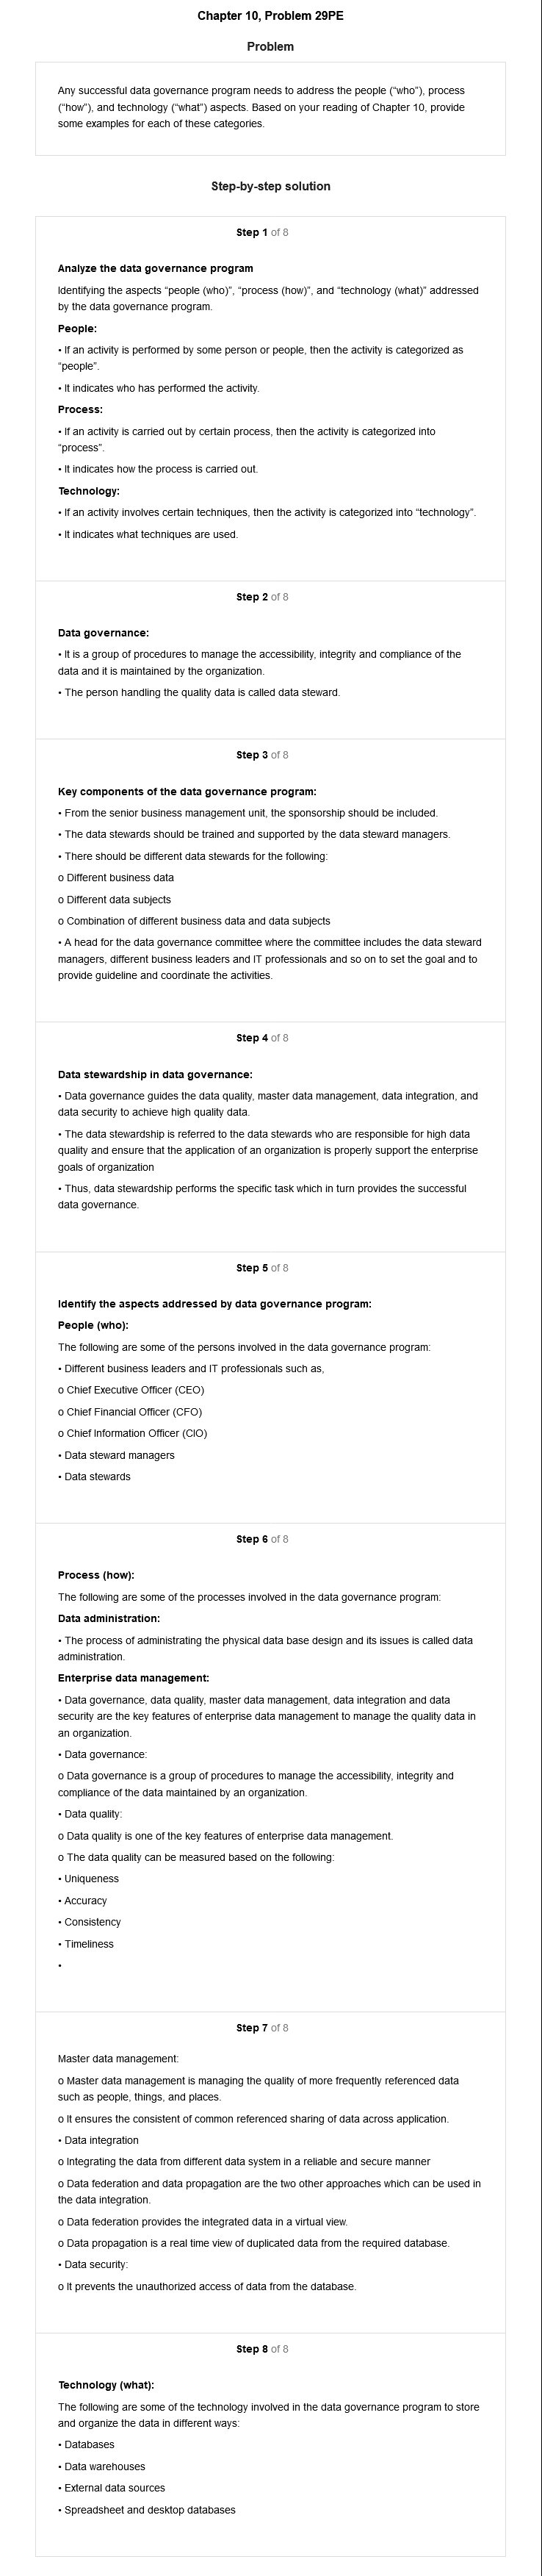 Chapter 10, Problem 29PE
Problem
Any successful data governance program needs to address the people (“who”), process
(“how”), and technology (“what”) aspects. Based on your reading of Chapter 10, provide
some examples for each of these categories.
Step-by-step solution
Step 1 of 8
Analyze the data governance program
Identifying the aspects “people (who)”, “process (how)”, and “technology (what)” addressed
by the data governance program.
People:
• If an activity is performed by some person or people, then the activity is categorized as
“people”.
• It indicates who has performed the activity.
Process:
• If an activity is carried out by certain process, then the activity is categorized into
“process”.
• It indicates how the process is carried out.
Technology:
• If an activity involves certain techniques, then the activity is categorized into “technology”.
• It indicates what techniques are used.
Step 2 of 8
Data governance:
• It is a group of procedures to manage the accessibility, integrity and compliance of the
data and it is maintained by the organization.
• The person handling the quality data is called data steward.
Step 3 of 8
Key components of the data governance program:
• From the senior business management unit, the sponsorship should be included.
• The data stewards should be trained and supported by the data steward managers.
• There should be different data stewards for the following:
o Different business data
o Different data subjects
o Combination of different business data and data subjects
• A head for the data governance committee where the committee includes the data steward
managers, different business leaders and IT professionals and so on to set the goal and to
provide guideline and coordinate the activities.
Step 4 of 8
Data stewardship in data governance:
• Data governance guides the data quality, master data management, data integration, and
data security to achieve high quality data.
• The data stewardship is referred to the data stewards who are responsible for high data
quality and ensure that the application of an organization is properly support the enterprise
goals of organization
• Thus, data stewardship performs the specific task which in turn provides the successful
data governance.
Step 5 of 8
Identify the aspects addressed by data governance program:
People (who):
The following are some of the persons involved in the data governance program:
• Different business leaders and IT professionals such as,
o Chief Executive Officer (CEO)
o Chief Financial Officer (CFO)
o Chief Information Officer (CIO)
• Data steward managers
• Data stewards
Step 6 of 8
Process (how):
The following are some of the processes involved in the data governance program:
Data administration:
• The process of administrating the physical data base design and its issues is called data
administration.
Enterprise data management:
• Data governance, data quality, master data management, data integration and data
security are the key features of enterprise data management to manage the quality data in
an organization.
• Data governance:
o Data governance is a group of procedures to manage the accessibility, integrity and
compliance of the data maintained by an organization.
• Data quality:
o Data quality is one of the key features of enterprise data management.
o The data quality can be measured based on the following:
• Uniqueness
• Accuracy
• Consistency
• Timeliness
•
Step 7 of 8
Master data management:
o Master data management is managing the quality of more frequently referenced data
such as people, things, and places.
o It ensures the consistent of common referenced sharing of data across application.
• Data integration
o Integrating the data from different data system in a reliable and secure manner
o Data federation and data propagation are the two other approaches which can be used in
the data integration.
o Data federation provides the integrated data in a virtual view.
o Data propagation is a real time view of duplicated data from the required database.
• Data security:
o It prevents the unauthorized access of data from the database.
Step 8 of 8
Technology (what):
The following are some of the technology involved in the data governance program to store
and organize the data in different ways:
• Databases
• Data warehouses
• External data sources
• Spreadsheet and desktop databases